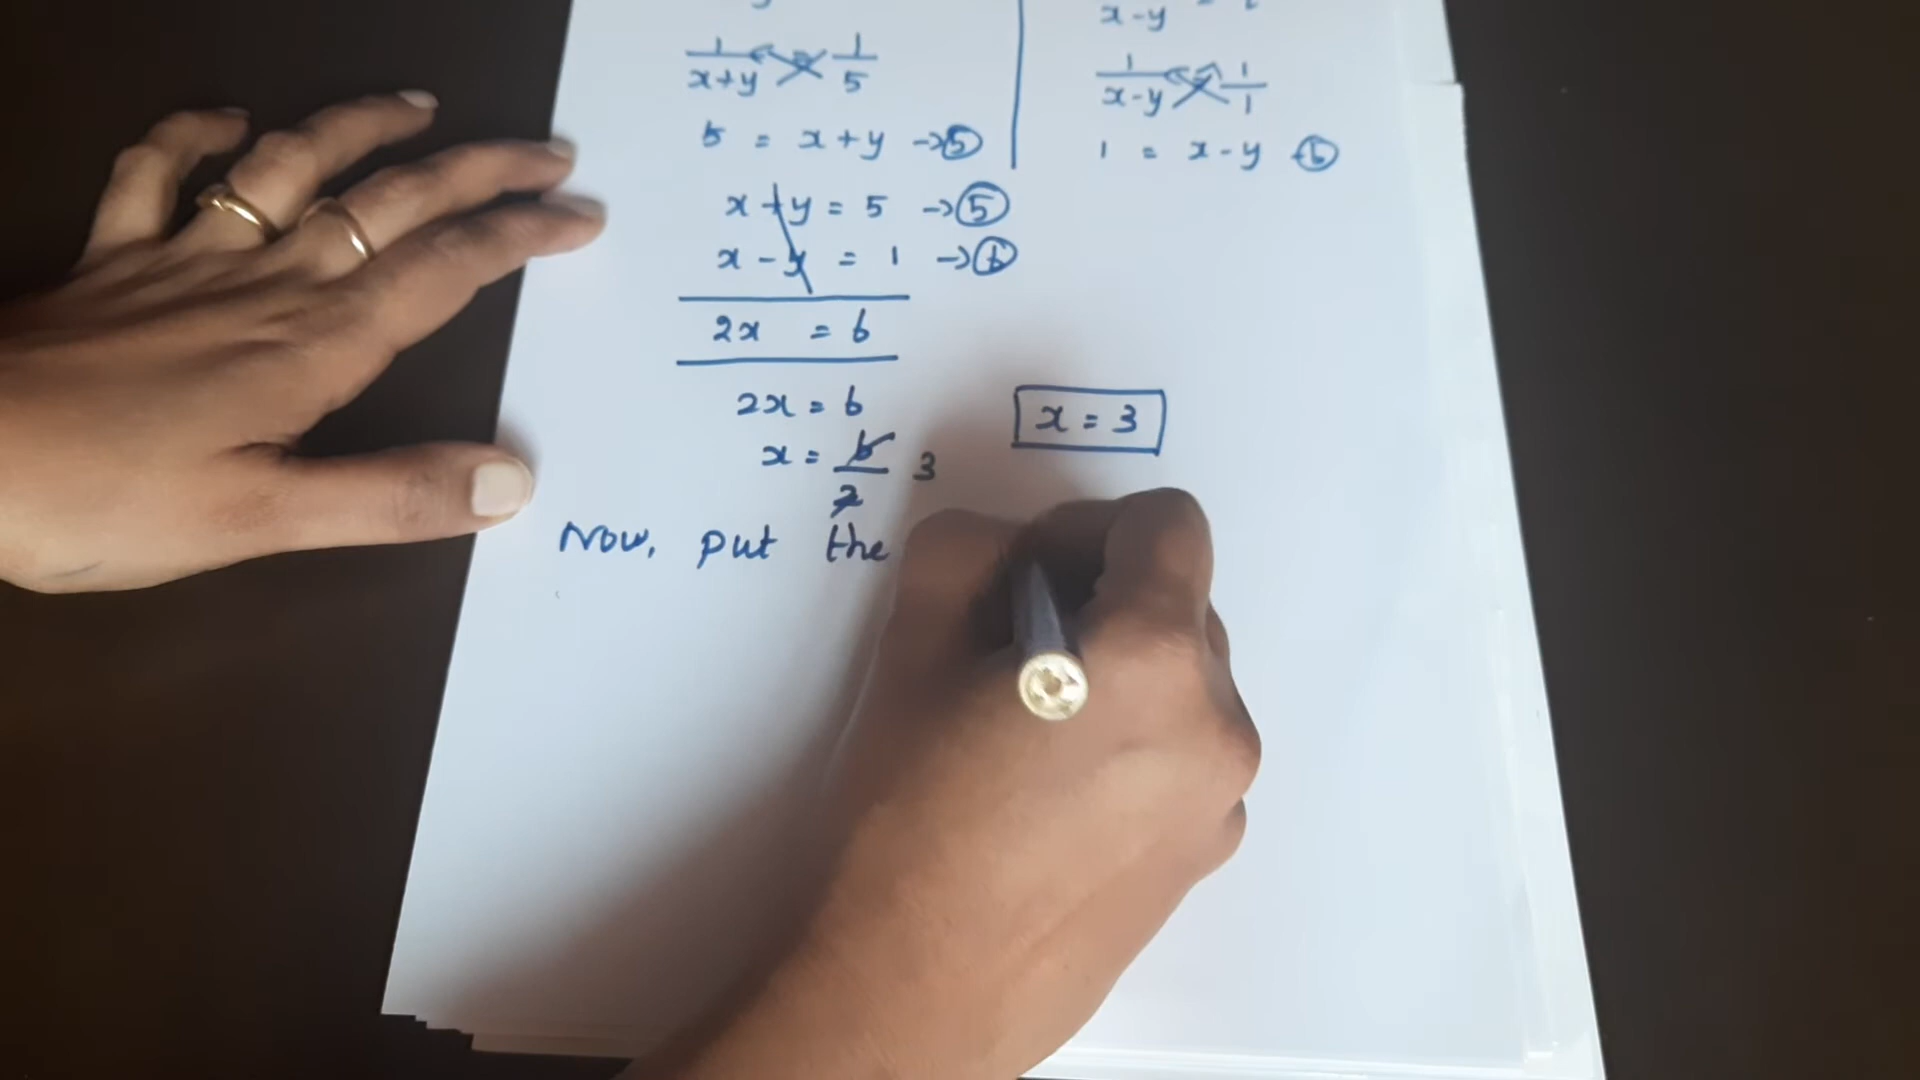 x-y
1/(x+y) = 1/5
5 = x+y →⑤
x+y = 5 →⑤
x-y = 1 →⑥
2x = 6
2x = 6
x = 6/2 3
Now, put the
1/(x-y) = 1/1
1 = x-y →⑥
x = 3